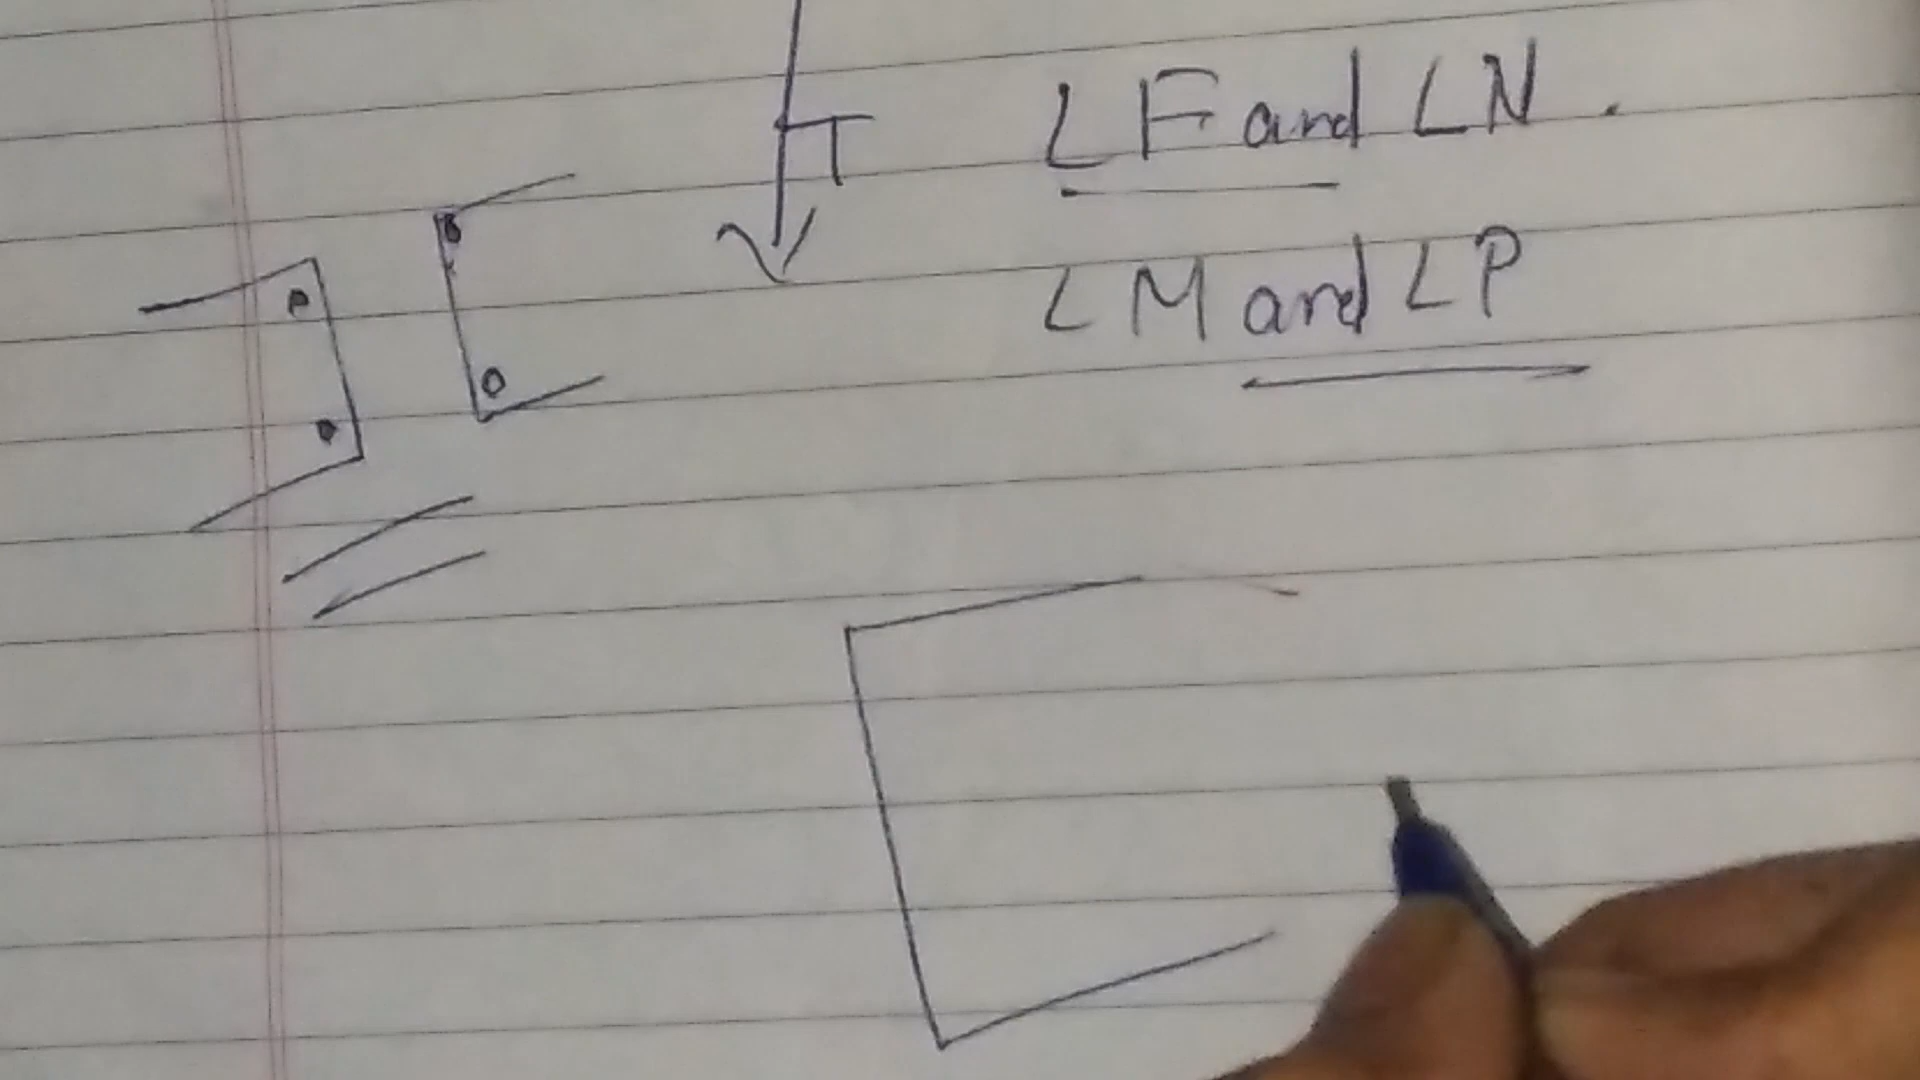 T
∠F and ∠N.
∠M and ∠P